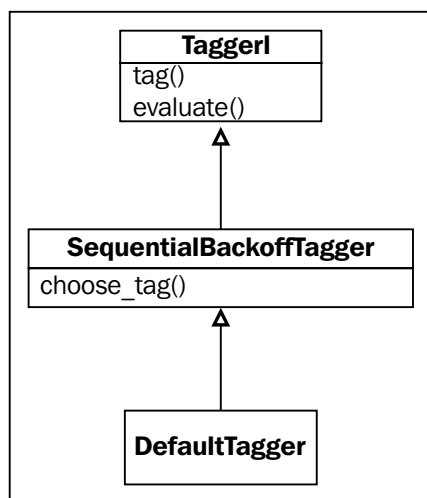 TaggerI
tag()
evaluate()
SequentialBackoffTagger
choose_tag()
DefaultTagger